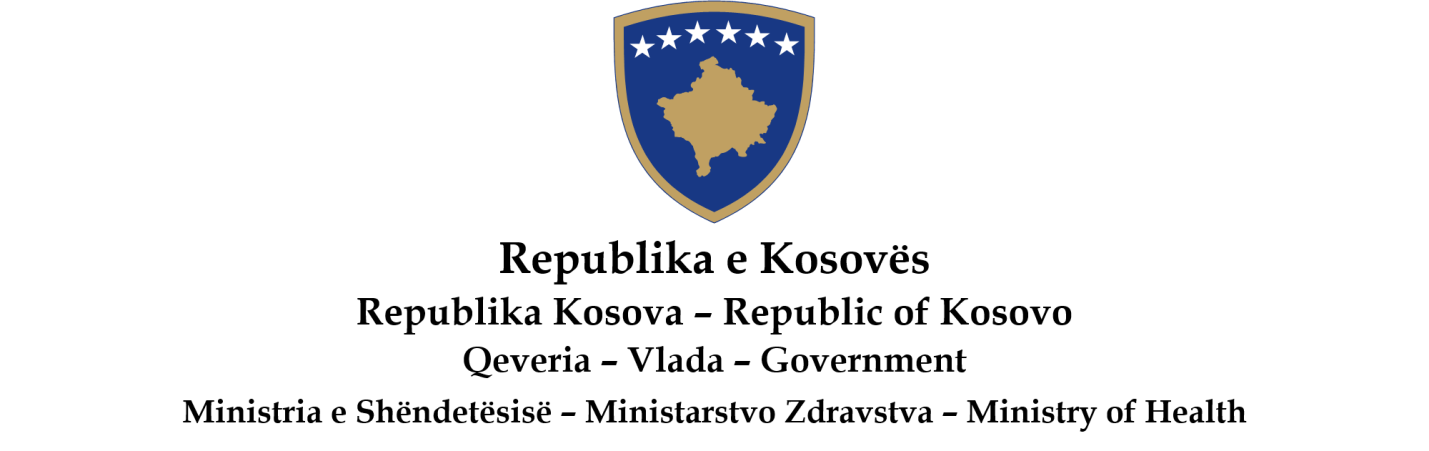 Republika e Kosovës
Republika Kosova – Republic of Kosovo
Qeveria – Vlada – Government
Ministria e Shëndetësisë – Ministarstvo Zdravstva – Ministry of Health